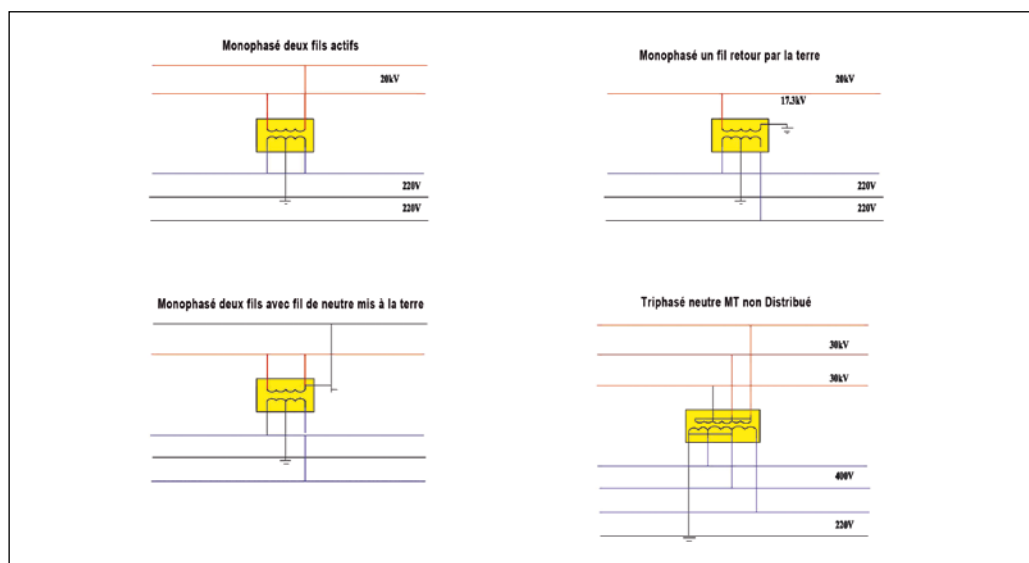 Monophasé deux fils actifs
20kV
220V
220V
Monophasé un fil retour par la terre
20kV
17.3kV
220V
220V
Monophasé deux fils avec fil de neutre mis à la terre
Triphasé neutre MT non Distribué
30kV
30kV
400V
220V